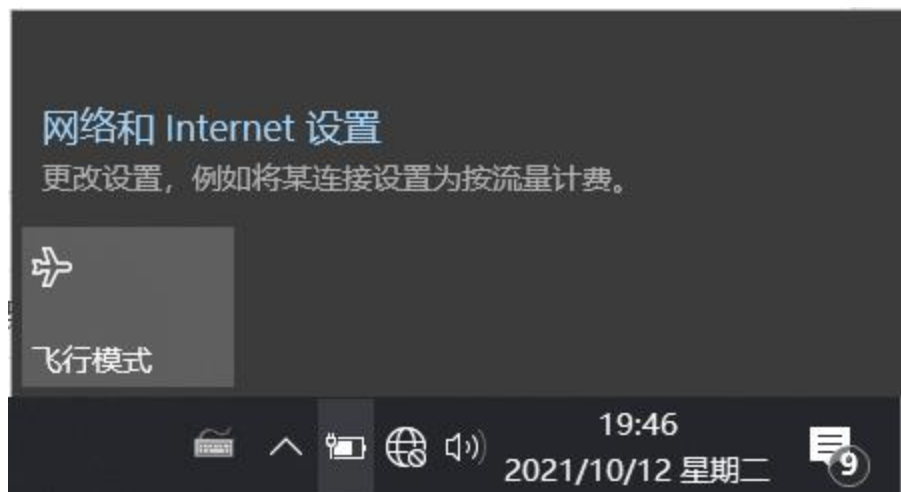 网络和 Internet 设置
更改设置，例如将某连接设置为按流量计费。
飞行模式
19:46
2021/10/12 星期二
9